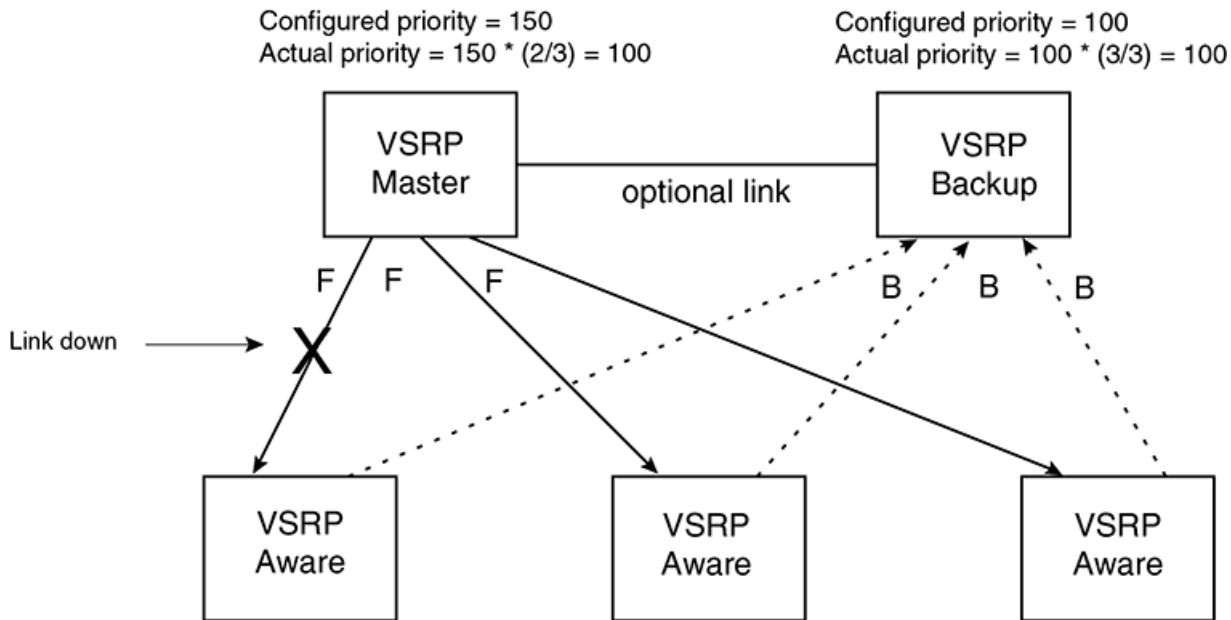 Configured priority = 150
Actual priority = 150 * (2/3) = 100
Configured priority = 100
Actual priority = 100 * (3/3) = 100
VSRP
Master
optional link
VSRP
Backup
F
F
F
B
B
B
Link down
X
VSRP
Aware
VSRP
Aware
VSRP
Aware